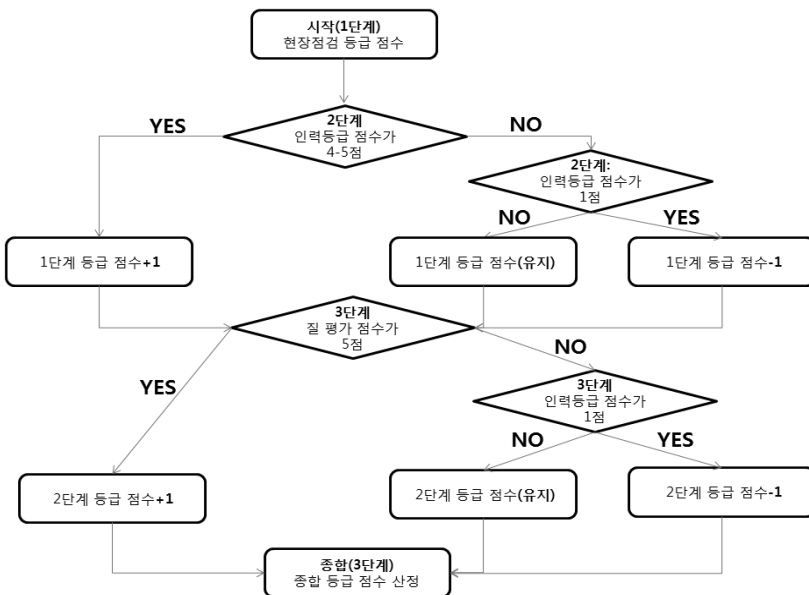 시작(1단계)
현장점검 등급 점수
2단계
인력등급 점수가
4-5점
YES
NO
2단계:
인력등급 점수가
1점
NO
YES
1단계 등급 점수+1
1단계 등급 점수(유지)
1단계 등급 점수-1
3단계
질 평가 점수가
5점
YES
NO
3단계
인력등급 점수가
1점
NO
YES
2단계 등급 점수+1
2단계 등급 점수(유지)
2단계 등급 점수-1
종합(3단계)
종합 등급 점수 산정